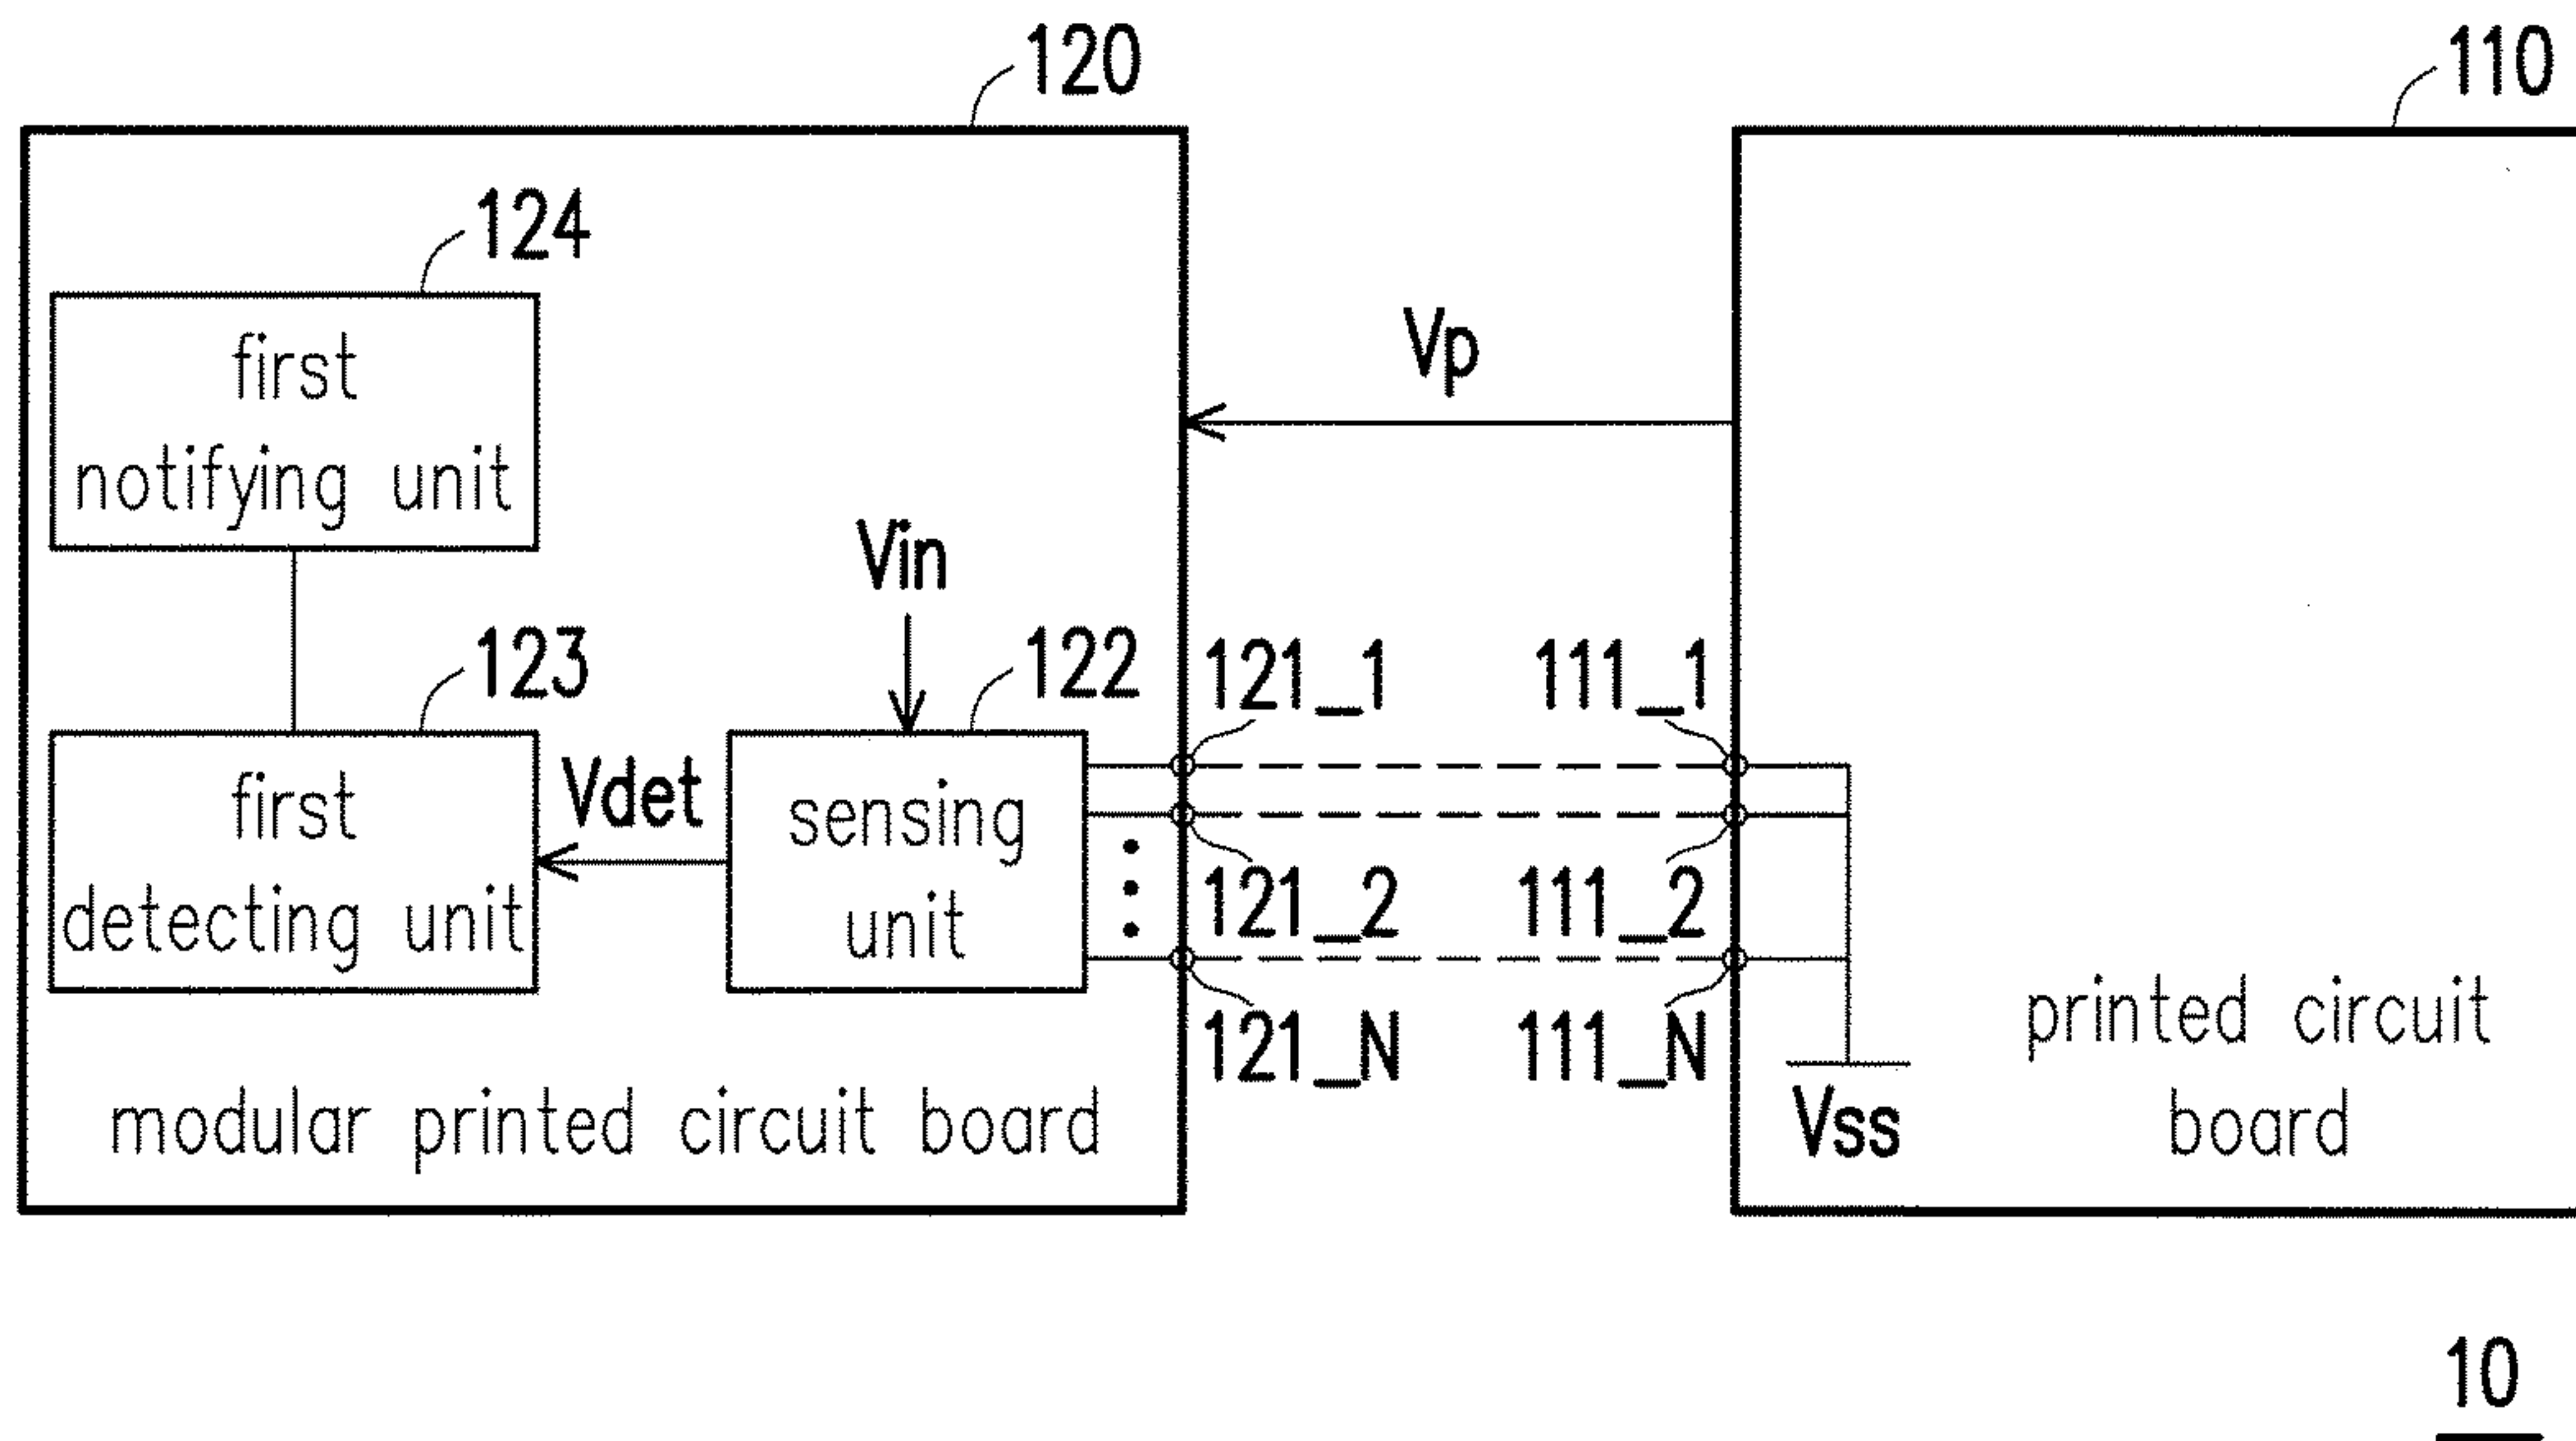 120
110
124
first
notifying unit
Vp
Vin
123
122
121_1
111_1
first
detecting unit
Vdet
sensing
unit
121_2
111_2
121_N
111_N
printed circuit
board
modular printed circuit board
Vss
10